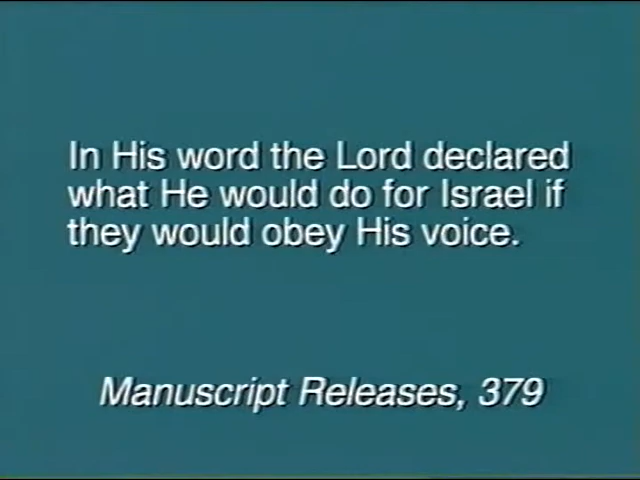 In His word the Lord declared
what He would do for Israel if
they would obey His voice.
Manuscript Releases, 379